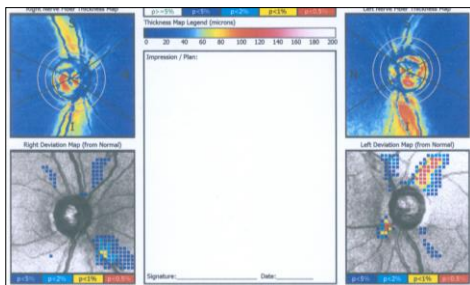 Right Nerve Fiber Thickness Map
p>=5% p<5% p<2% p<1% p<0.5%
Left Nerve Fiber Thickness Map
Thickness Map Legend (microns)
0 20 40 60 80 100 120 140 160 180 200
Impression / Plan:
Right Deviation Map (from Normal)
Left Deviation Map (from Normal)
p<5% p<2% p<1% p<0.5%
Signature: Date:
p<5% p<2% p<1% p<0.5%